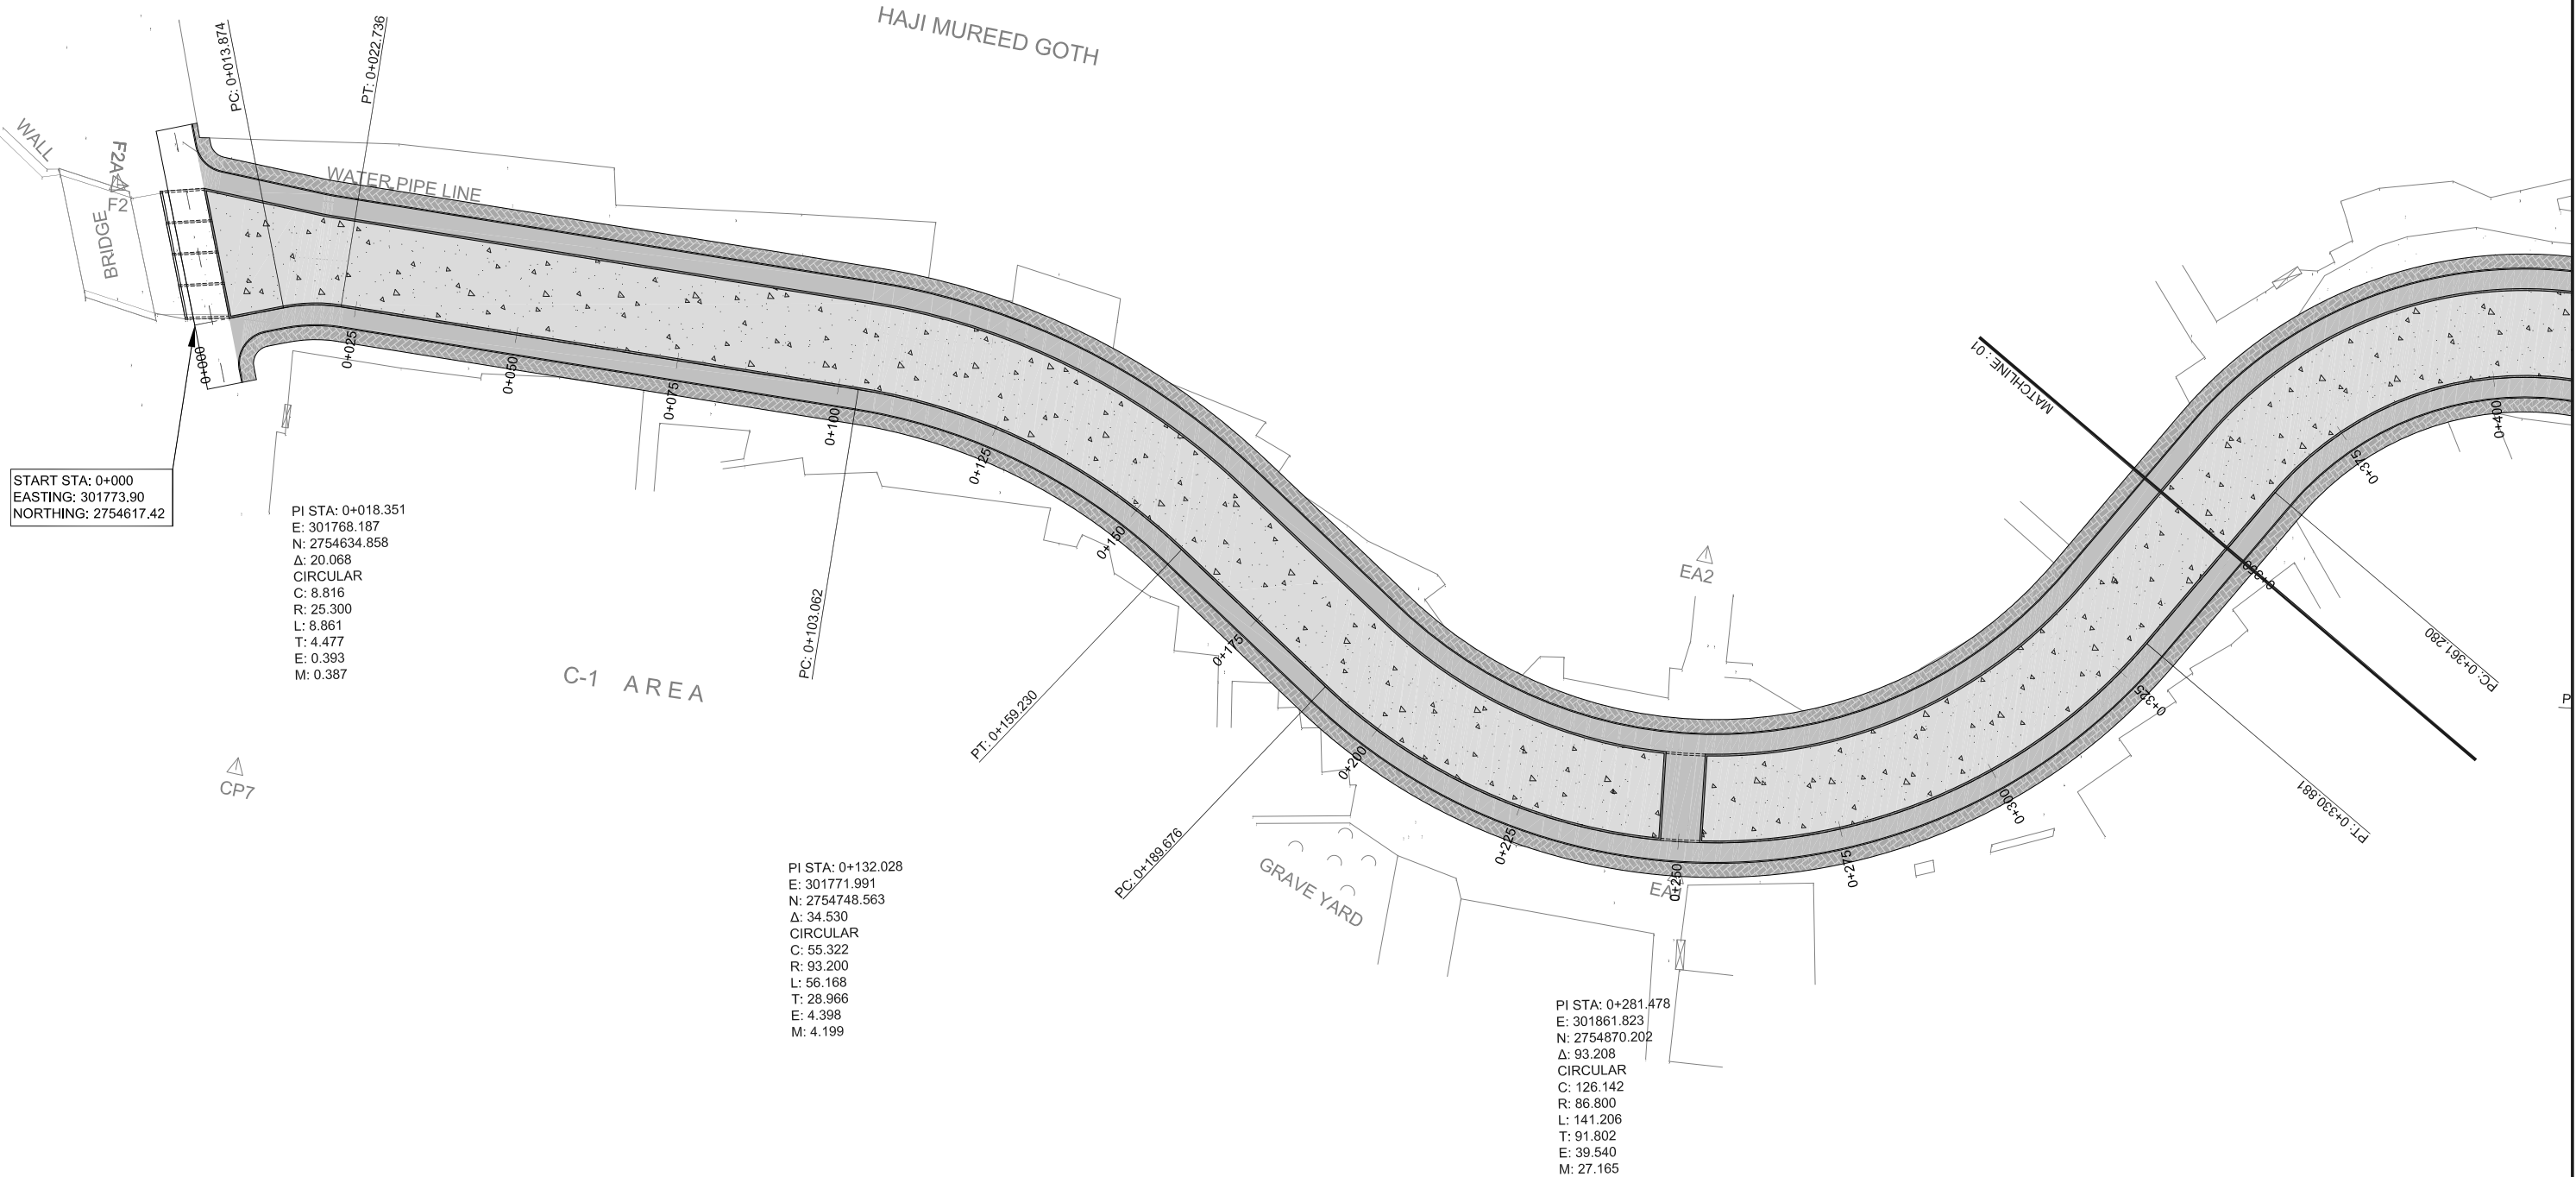 HAJI MUREED GOTH
PC: 0+013.874
PT: 0+022.736
WALL
F2A
F2
BRIDGE
WATER PIPE LINE
0+000
0+025
0+050
0+075
0+100
0+125
0+150
0+175
0+200
0+225
0+250
0+275
0+300
0+325
0+350
0+375
0+400
MATCHLINE : 01
START STA: 0+000
EASTING: 301773.90
NORTHING: 2754617.42
PI STA: 0+018.351
E: 301768.187
N: 2754634.858
Δ: 20.068
CIRCULAR
C: 8.816
R: 25.300
L: 8.861
T: 4.477
E: 0.393
M: 0.387
C-1 AREA
CP7
PC: 0+103.062
PT: 0+159.230
PC: 0+189.676
EA2
PC: 0+361.280
PT: 0+330.881
P
GRAVE YARD
PI STA: 0+132.028
E: 301771.991
N: 2754748.563
Δ: 34.530
CIRCULAR
C: 55.322
R: 93.200
L: 56.168
T: 28.966
E: 4.398
M: 4.199
PI STA: 0+281.478
E: 301861.823
N: 2754870.202
Δ: 93.208
CIRCULAR
C: 126.142
R: 86.800
L: 141.206
T: 91.802
E: 39.540
M: 27.165